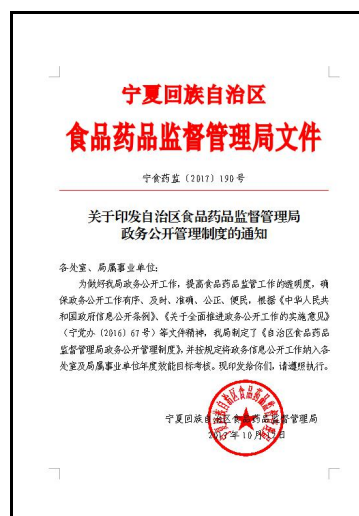 宁夏回族自治区
食品药品监督管理局文件
宁食药监〔2017〕190号
关于印发自治区食品药品监督管理局
政务公开管理制度的通知
各处室、局属事业单位：
为做好我局政务公开工作，提高食品药品监管工作的透明度，确
保政务公开工作有序、及时、准确、公正、便民，根据《中华人民共
和国政府信息公开条例》、《关于全面推进政务公开工作的实施意见》
（宁党办〔2016〕67号）等文件精神，我局制定了《自治区食品药品
监督管理局政务公开管理制度》，并按规定将政务信息公开工作纳入各
处室及局属事业单位年度效能目标考核。现印发给你们，请遵照执行。
宁夏回族自治区食品药品监督管理局
2017年10月